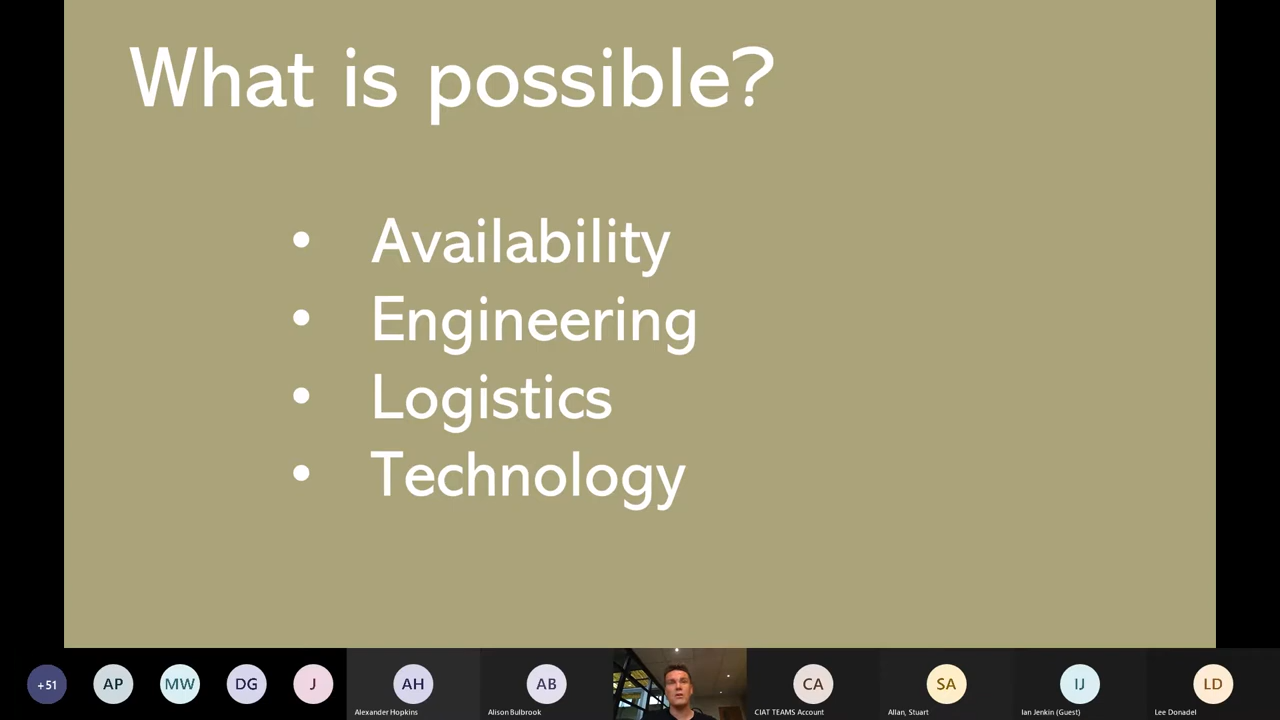 What is possible?
• Availability
• Engineering
• Logistics
• Technology
+51
AP
MW
DG
J
AH
Alexander Hopkins
AB
Alison Bulbrook
CA
CIAT TEAMS Account
SA
Allan, Stuart
IJ
Ian Jenkin (Guest)
LD
Lee Donadel